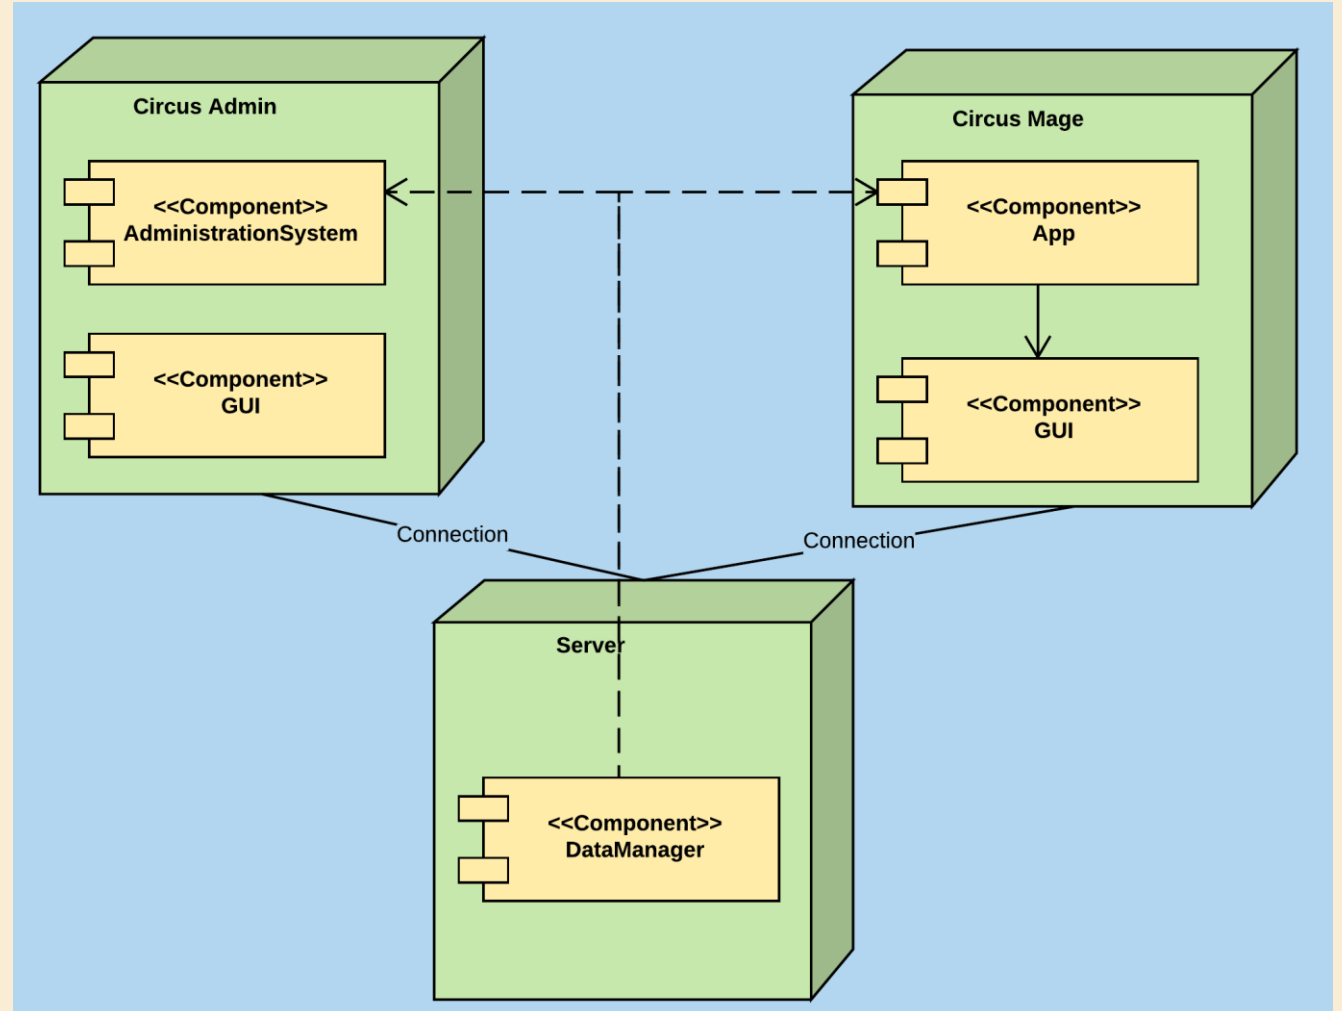 Circus Admin
<<Component>>
AdministrationSystem
<<Component>>
GUI
Circus Mage
<<Component>>
App
<<Component>>
GUI
Connection
Connection
Server
<<Component>>
DataManager